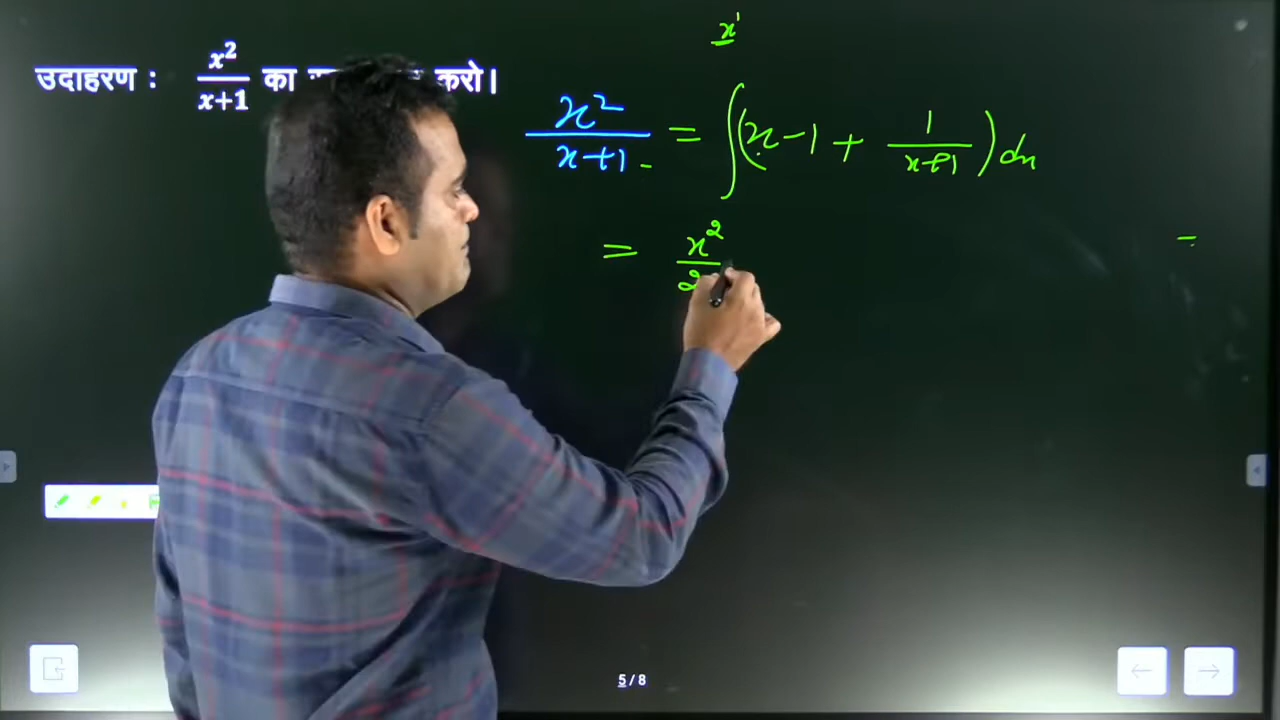 उदाहरण : x²/x+1 का करो।
x¹
x²/x+1 = ∫(x-1 + 1/x+1) dx
= x²/2
=
5/8